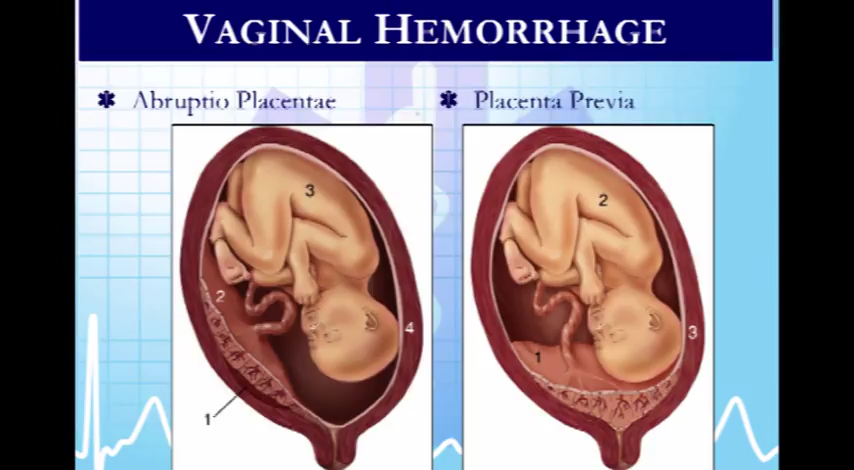 VAGINAL HEMORRHAGE
Abruptio Placentae
Placenta Previa
3
2
4
1
2
3
1